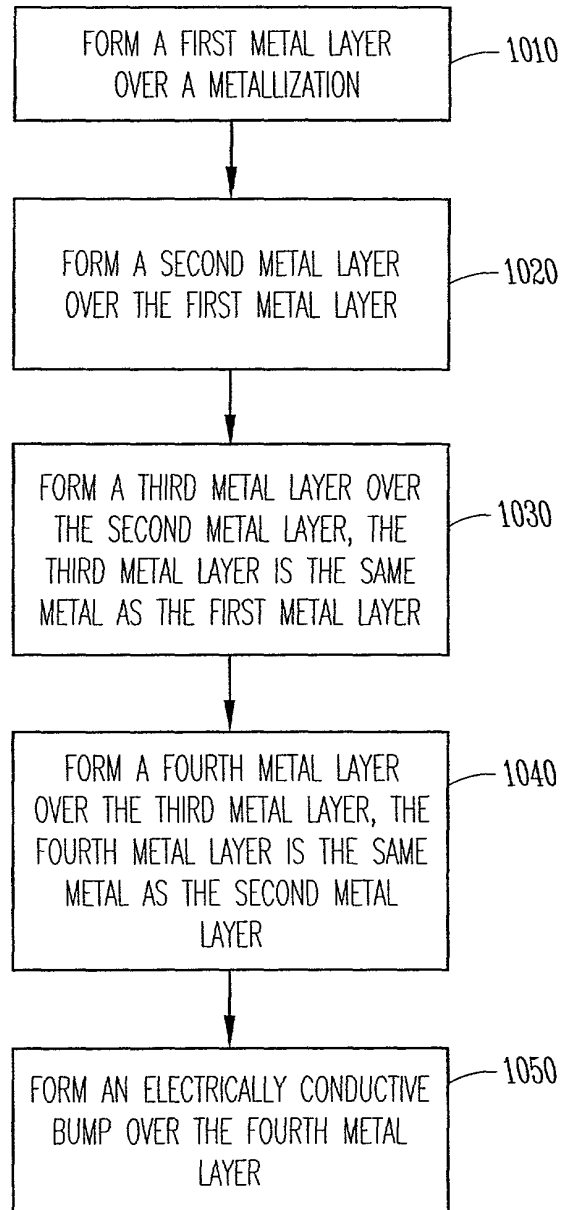 FORM A FIRST METAL LAYER
OVER A METALLIZATION
1010
FORM A SECOND METAL LAYER
OVER THE FIRST METAL LAYER
1020
FORM A THIRD METAL LAYER OVER
THE SECOND METAL LAYER, THE
THIRD METAL LAYER IS THE SAME
METAL AS THE FIRST METAL LAYER
1030
FORM A FOURTH METAL LAYER
OVER THE THIRD METAL LAYER, THE
FOURTH METAL LAYER IS THE SAME
METAL AS THE SECOND METAL
LAYER
1040
FORM AN ELECTRICALLY CONDUCTIVE
BUMP OVER THE FOURTH METAL
LAYER
1050